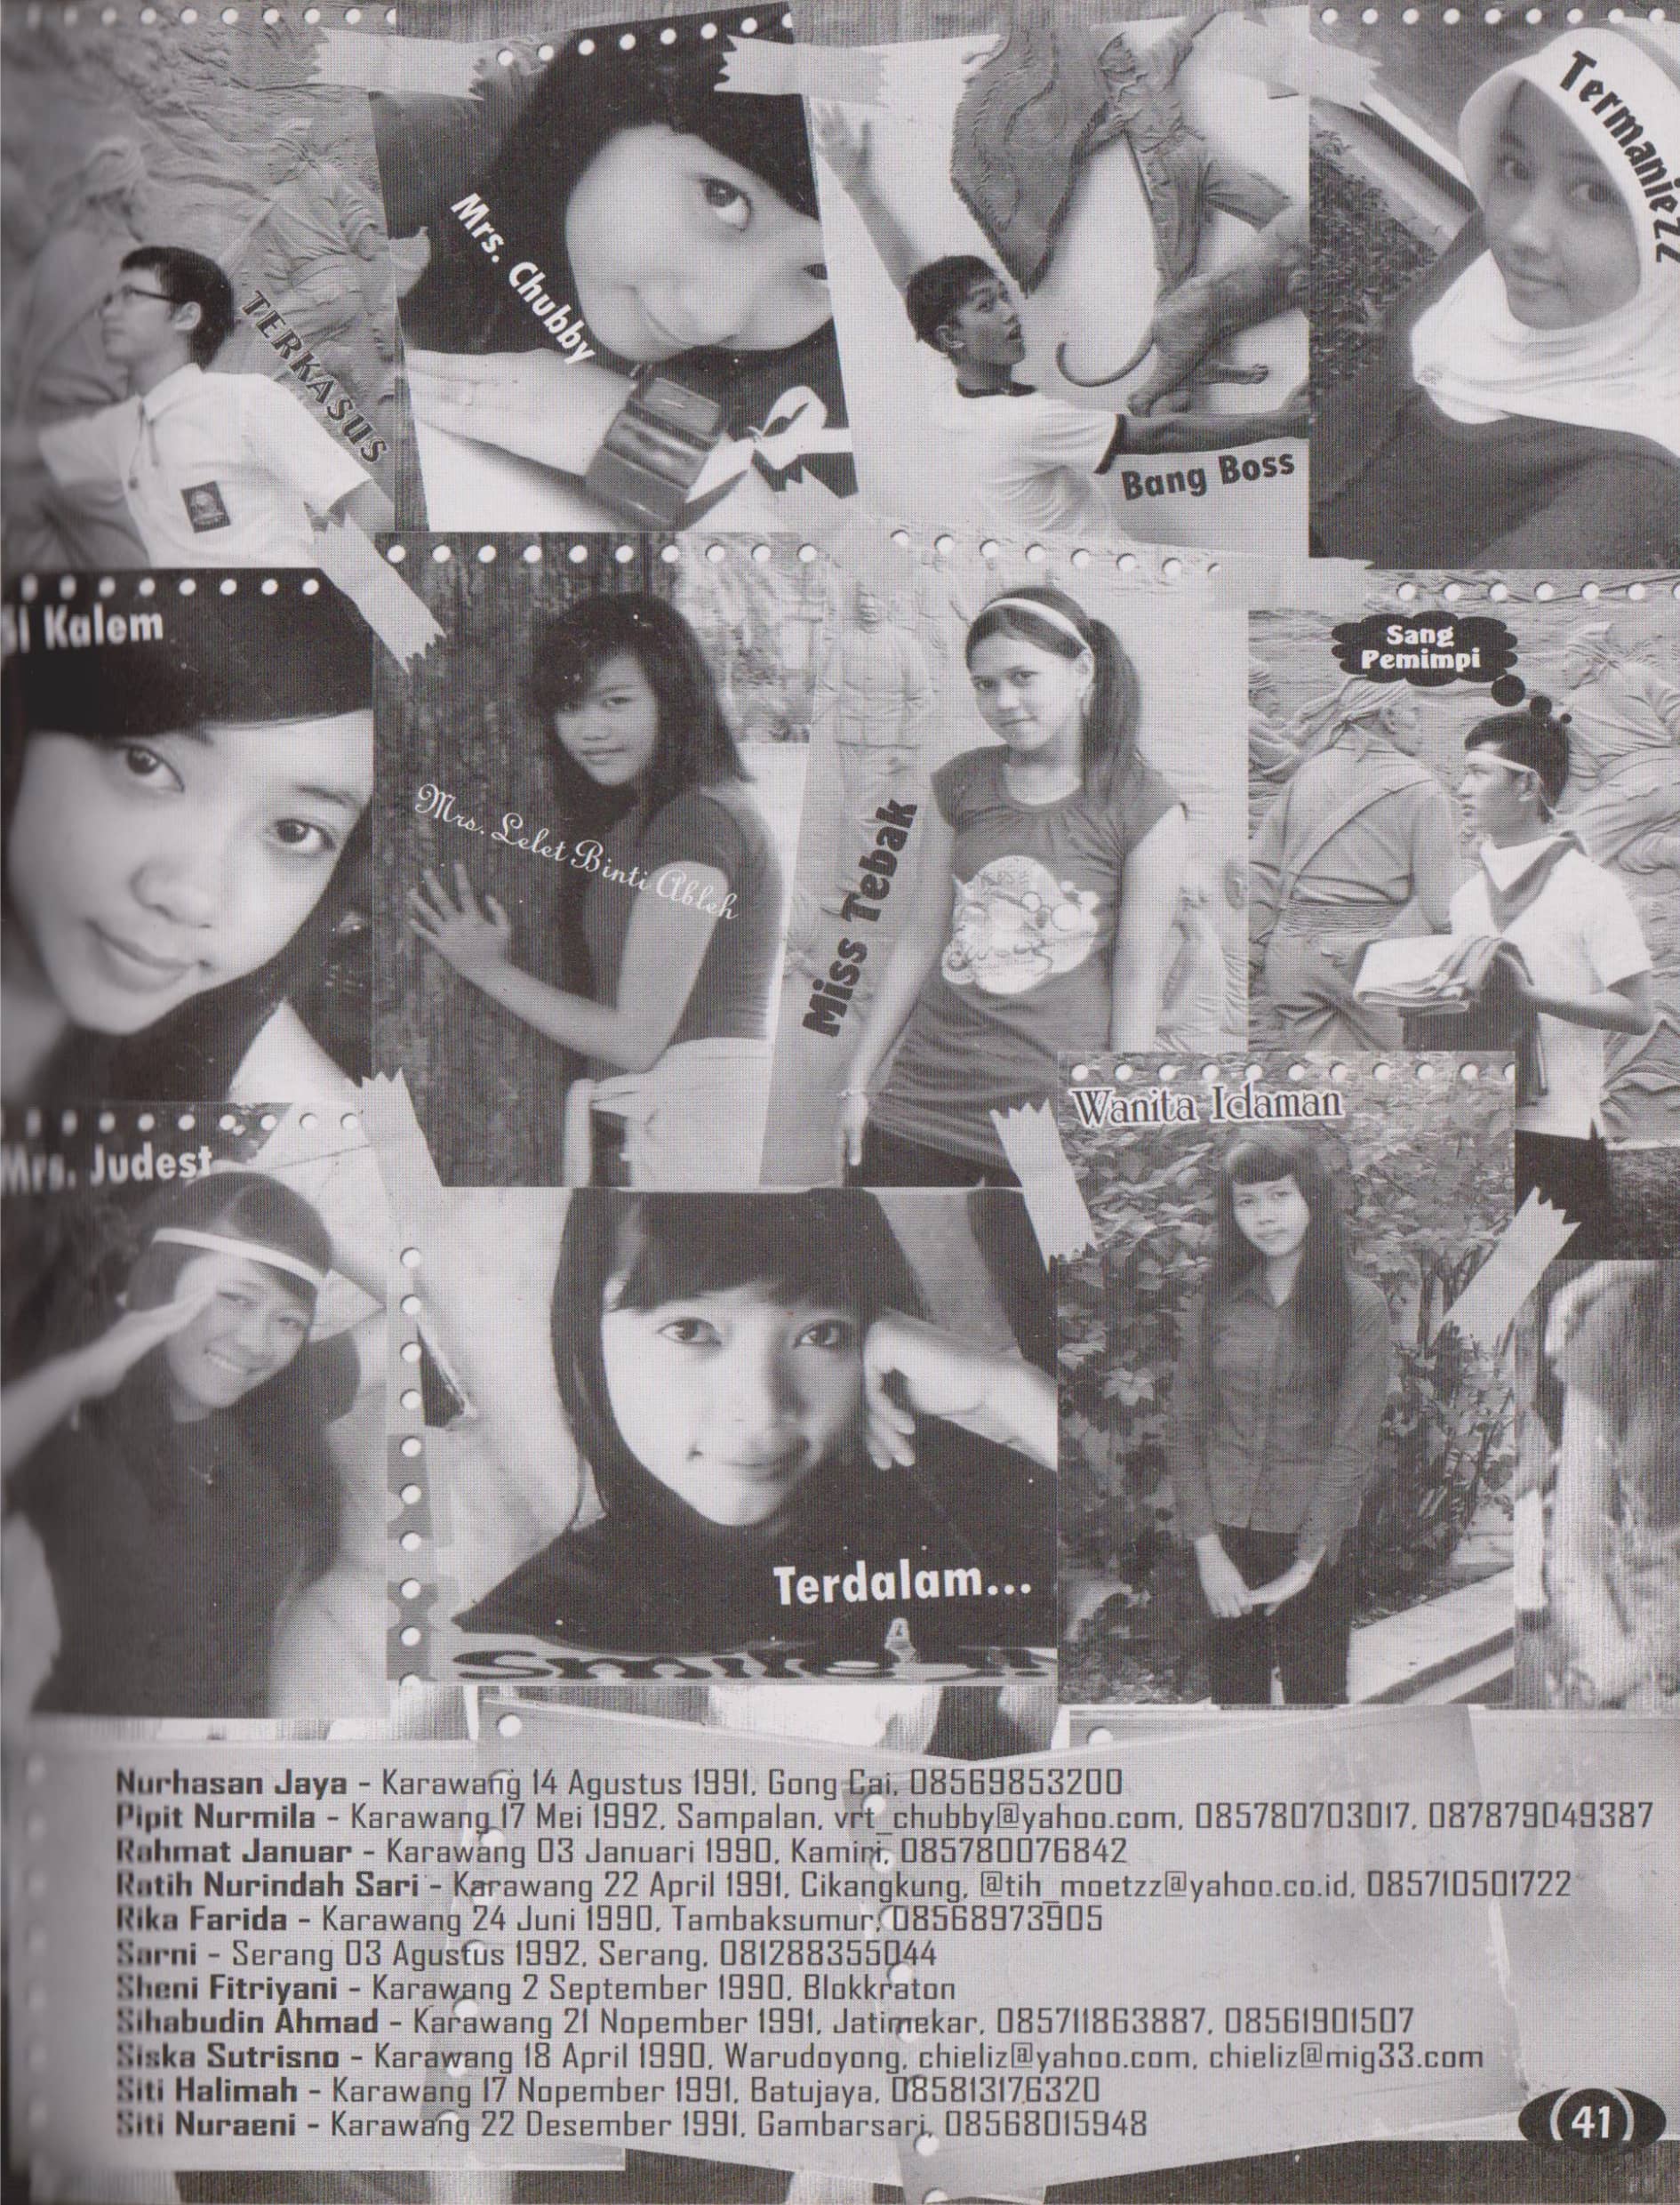 TERKASUS
Mrs. Chubby
Bang Boss
TermanieZZ
Si Kalem
Mrs. Lelet Binti Ableh
Miss Tebak
Sang
Pemimpi
Mrs. Judest
Wanita Idaman
Terdalam...
Nurhasan Jaya - Karawang 14 Agustus 1991, Gong Cai, 08569853200
Pipit Nurmila - Karawang 17 Mei 1992, Sampalan, vrt_chubby@yahoo.com, 085780703017, 087879049387
Rahmat Januar - Karawang 03 Januari 1990, Kamiri, 085780076842
Ratih Nurindah Sari - Karawang 22 April 1991, Cikangkung, @tih_moetzz@yahoo.co.id, 085710501722
Rika Farida - Karawang 24 Juni 1990, Tambaksumur, 08568973905
Sarni - Serang 03 Agustus 1992, Serang, 081288355044
Sheni Fitriyani - Karawang 2 September 1990, Blokkraton
Sihabudin Ahmad - Karawang 21 Nopember 1991, Jatimekar, 085711863887, 08561901507
Siska Sutrisno - Karawang 18 April 1990, Warudoyong, chieliz@yahoo.com, chieliz@mig33.com
Siti Halimah - Karawang 17 Nopember 1991, Batujaya, 085813176320
Siti Nuraeni - Karawang 22 Desember 1991, Gambarsari, 08568015948
(41)